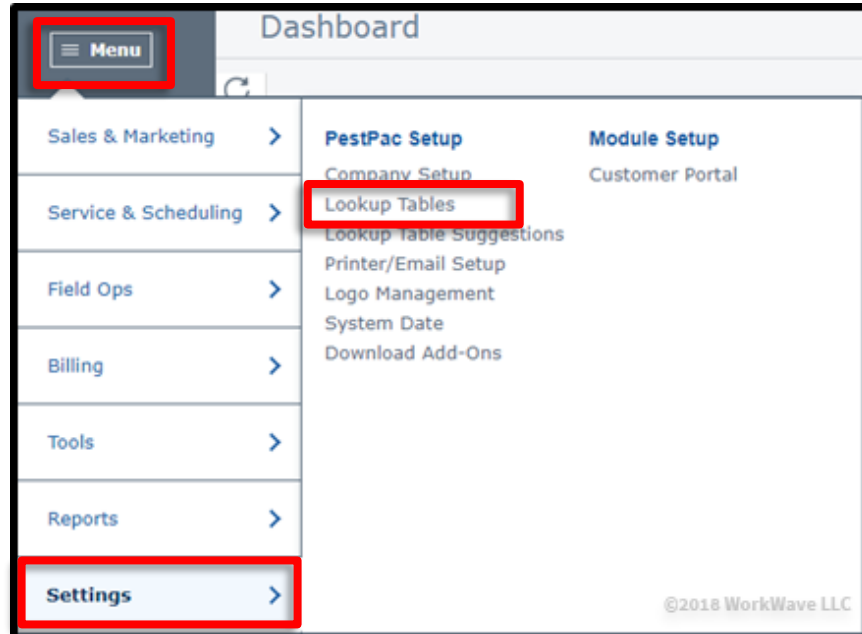 Menu
Dashboard
Sales & Marketing
Service & Scheduling
Field Ops
Billing
Tools
Reports
Settings
PestPac Setup
Company Setup
Lookup Tables
Lookup Table Suggestions
Printer/Email Setup
Logo Management
System Date
Download Add-Ons
Module Setup
Customer Portal
©2018 WorkWave LLC